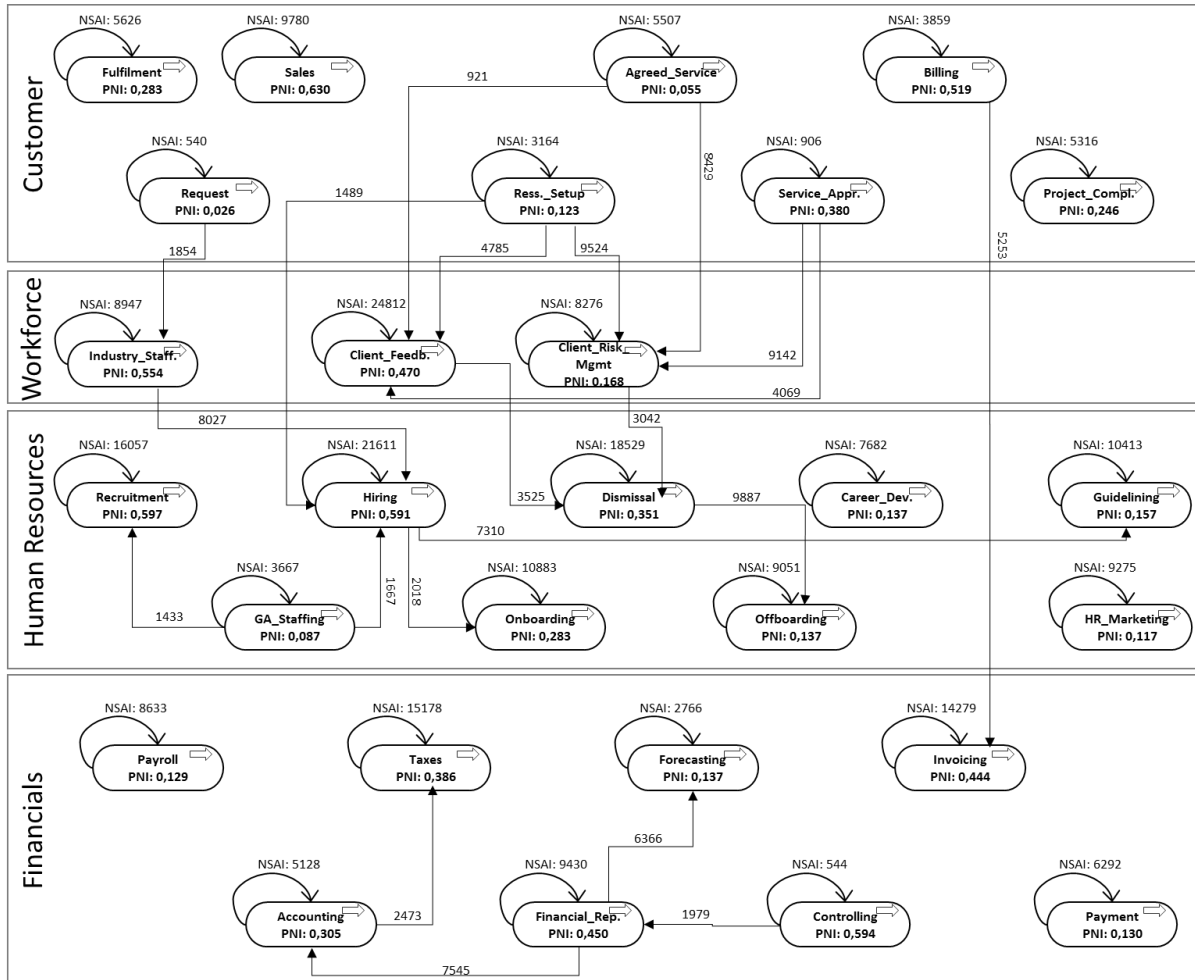 Customer
NSAI: 5626
NSAI: 9780
NSAI: 5507
NSAI: 3859
Fulfilment
PNI: 0,283
Sales
PNI: 0,630
Agreed_Service
PNI: 0,055
Billing
PNI: 0,519
921
8429
NSAI: 540
NSAI: 3164
NSAI: 906
NSAI: 5316
Request
PNI: 0,026
1489
Ress._Setup
PNI: 0,123
Service_Appr.
PNI: 0,380
Project_Compl.
PNI: 0,246
1854
4785
9524
5253
Workforce
NSAI: 8947
NSAI: 24812
NSAI: 8276
Industry_Staff.
PNI: 0,554
Client_Feedb.
PNI: 0,470
Client_Risk_
Mgmt
PNI: 0,168
9142
4069
Human Resources
8027
3042
NSAI: 16057
NSAI: 21611
NSAI: 18529
NSAI: 7682
NSAI: 10413
Recruitment
PNI: 0,597
Hiring
PNI: 0,591
3525
Dismissal
PNI: 0,351
9887
Career_Dev.
PNI: 0,137
Guidelining
PNI: 0,157
7310
NSAI: 3667
1667
2018
NSAI: 10883
NSAI: 9051
NSAI: 9275
1433
GA_Staffing
PNI: 0,087
Onboarding
PNI: 0,283
Offboarding
PNI: 0,137
HR_Marketing
PNI: 0,117
Financials
NSAI: 8633
NSAI: 15178
NSAI: 2766
NSAI: 14279
Payroll
PNI: 0,129
Taxes
PNI: 0,386
Forecasting
PNI: 0,137
Invoicing
PNI: 0,444
6366
NSAI: 5128
NSAI: 9430
NSAI: 544
NSAI: 6292
Accounting
PNI: 0,305
2473
Financial_Rep.
PNI: 0,450
1979
Controlling
PNI: 0,594
Payment
PNI: 0,130
7545